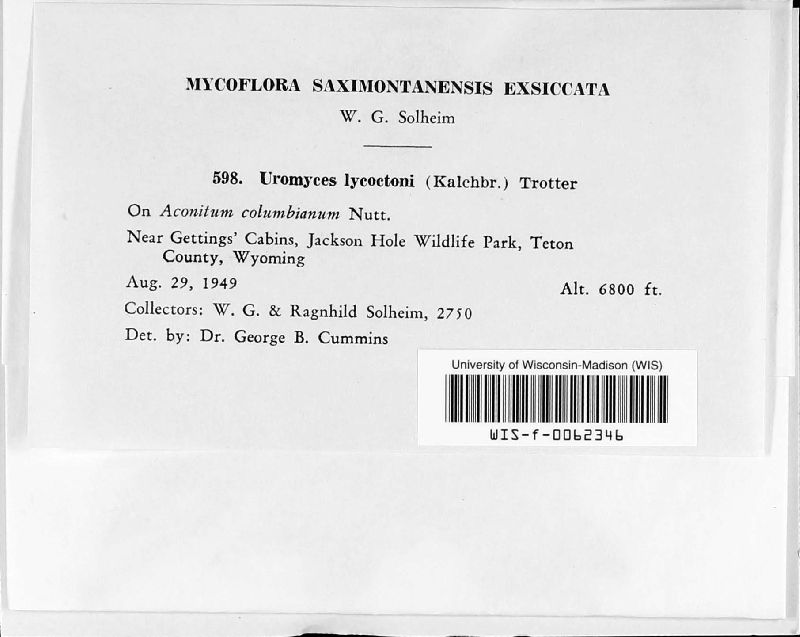 MYCOFLORA SAXIMONTANENSIS EXSICCATA
W. G. Solheim
598. Uromyces lycoctoni (Kalchbr.) Trotter
On Aconitum columbianum Nutt.
Near Gettings' Cabins, Jackson Hole Wildlife Park, Teton
County, Wyoming
Aug. 29, 1949 Alt. 6800 ft.
Collectors: W. G. & Ragnhild Solheim, 2750
Det. by: Dr. George B. Cummins
University of Wisconsin-Madison (WIS)
WIS-f-0062346